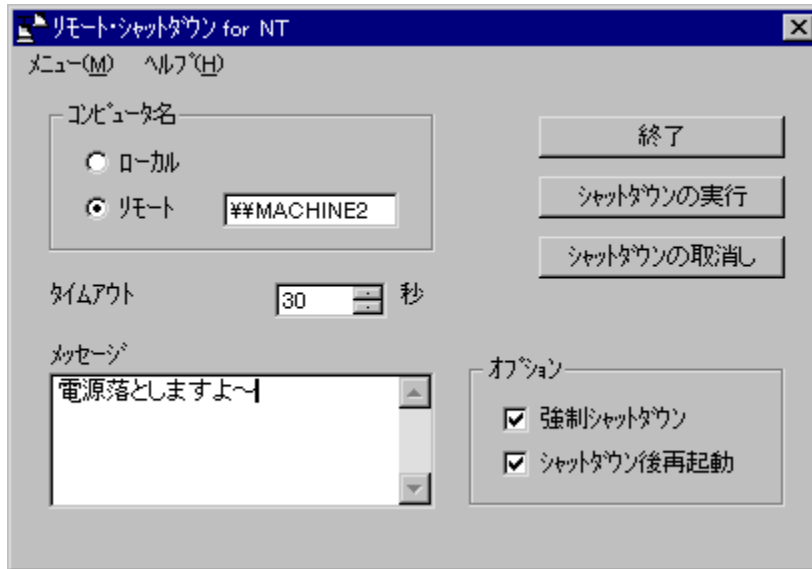 ﾘﾓｰﾄ･ｼｬｯﾄﾀﾞｳﾝ for NT
ﾒﾆｭｰ(M) ﾍﾙﾌﾟ(H)
ｺﾝﾋﾟｭｰﾀ名
ﾛｰｶﾙ
ﾘﾓｰﾄ
¥¥MACHINE2
終了
ｼｬｯﾄﾀﾞｳﾝの実行
ｼｬｯﾄﾀﾞｳﾝの取消し
ﾀｲﾑｱｳﾄ
30
秒
ﾒｯｾｰｼﾞ
電源落としますよ～
ｵﾌﾟｼｮﾝ
強制ｼｬｯﾄﾀﾞｳﾝ
ｼｬｯﾄﾀﾞｳﾝ後再起動